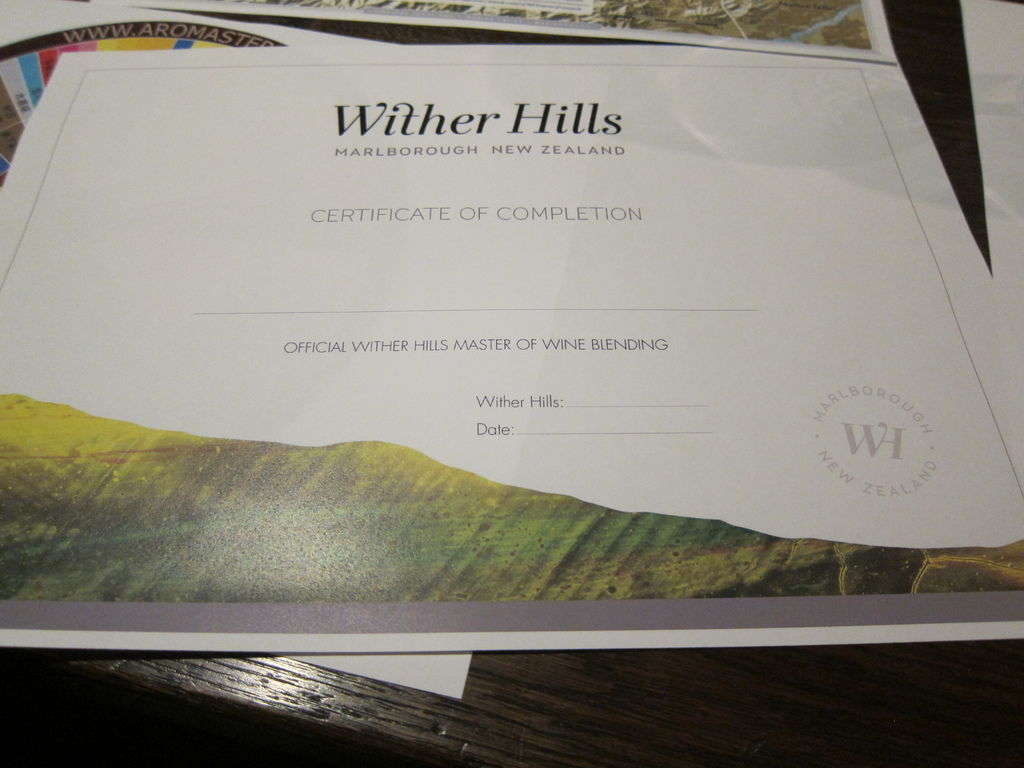 WWW.AROMASTER
Wither Hills
MARLBOROUGH NEW ZEALAND
CERTIFICATE OF COMPLETION
OFFICIAL WITHER HILLS MASTER OF WINE BLENDING
Wither Hills:
Date:
MARLBOROUGH
WH
NEW ZEALAND